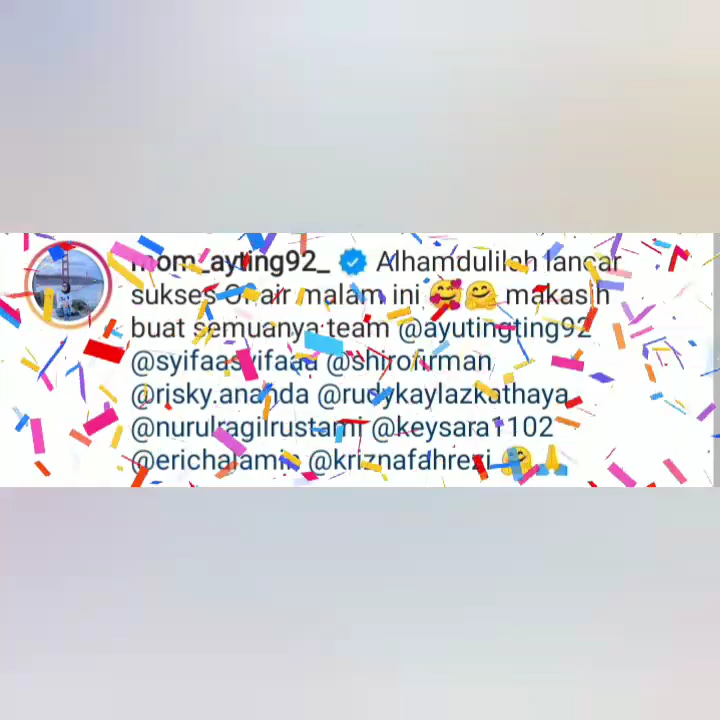 mom_ayting92_ Alhamdulilah lancar
sukses On air malam ini 🥰🤗 makasih
buat semuanya team @ayutingting92
@syifaasyifaaa @shirofirman
@risky.ananda @rudykaylazkathaya
@nurulragilrustami @keysara1102
@erichajamin @kriznafahrezi 🤗🙏